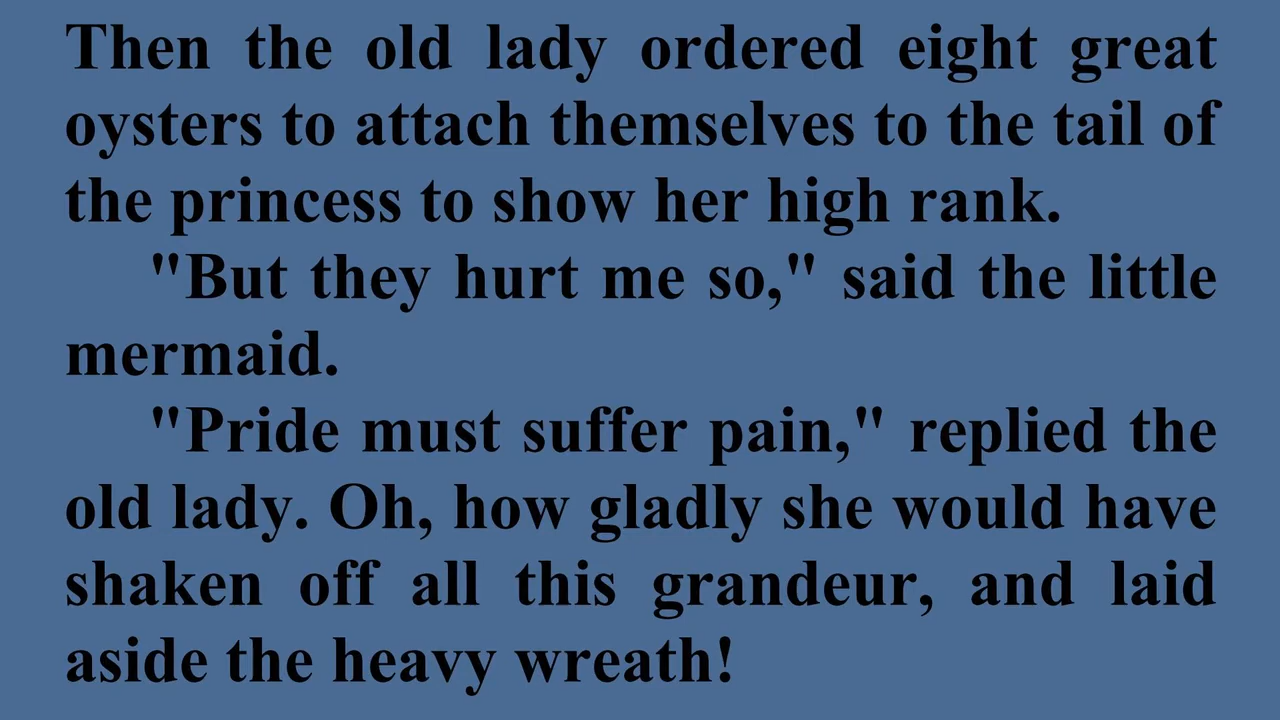 Then the old lady ordered eight great
oysters to attach themselves to the tail of
the princess to show her high rank.
"But they hurt me so," said the little
mermaid.
"Pride must suffer pain," replied the
old lady. Oh, how gladly she would have
shaken off all this grandeur, and laid
aside the heavy wreath!